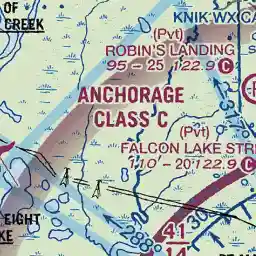 OF
CREEK
KNIK WX CA
(Pvt)
ROBIN'S LANDING
95 - 25 122.9 C
ANCHORAGE
CLASS C
(Pvt)
FALCON LAKE STR
110 - 20 122.9
EIGHT
KE
288°
30
41
14